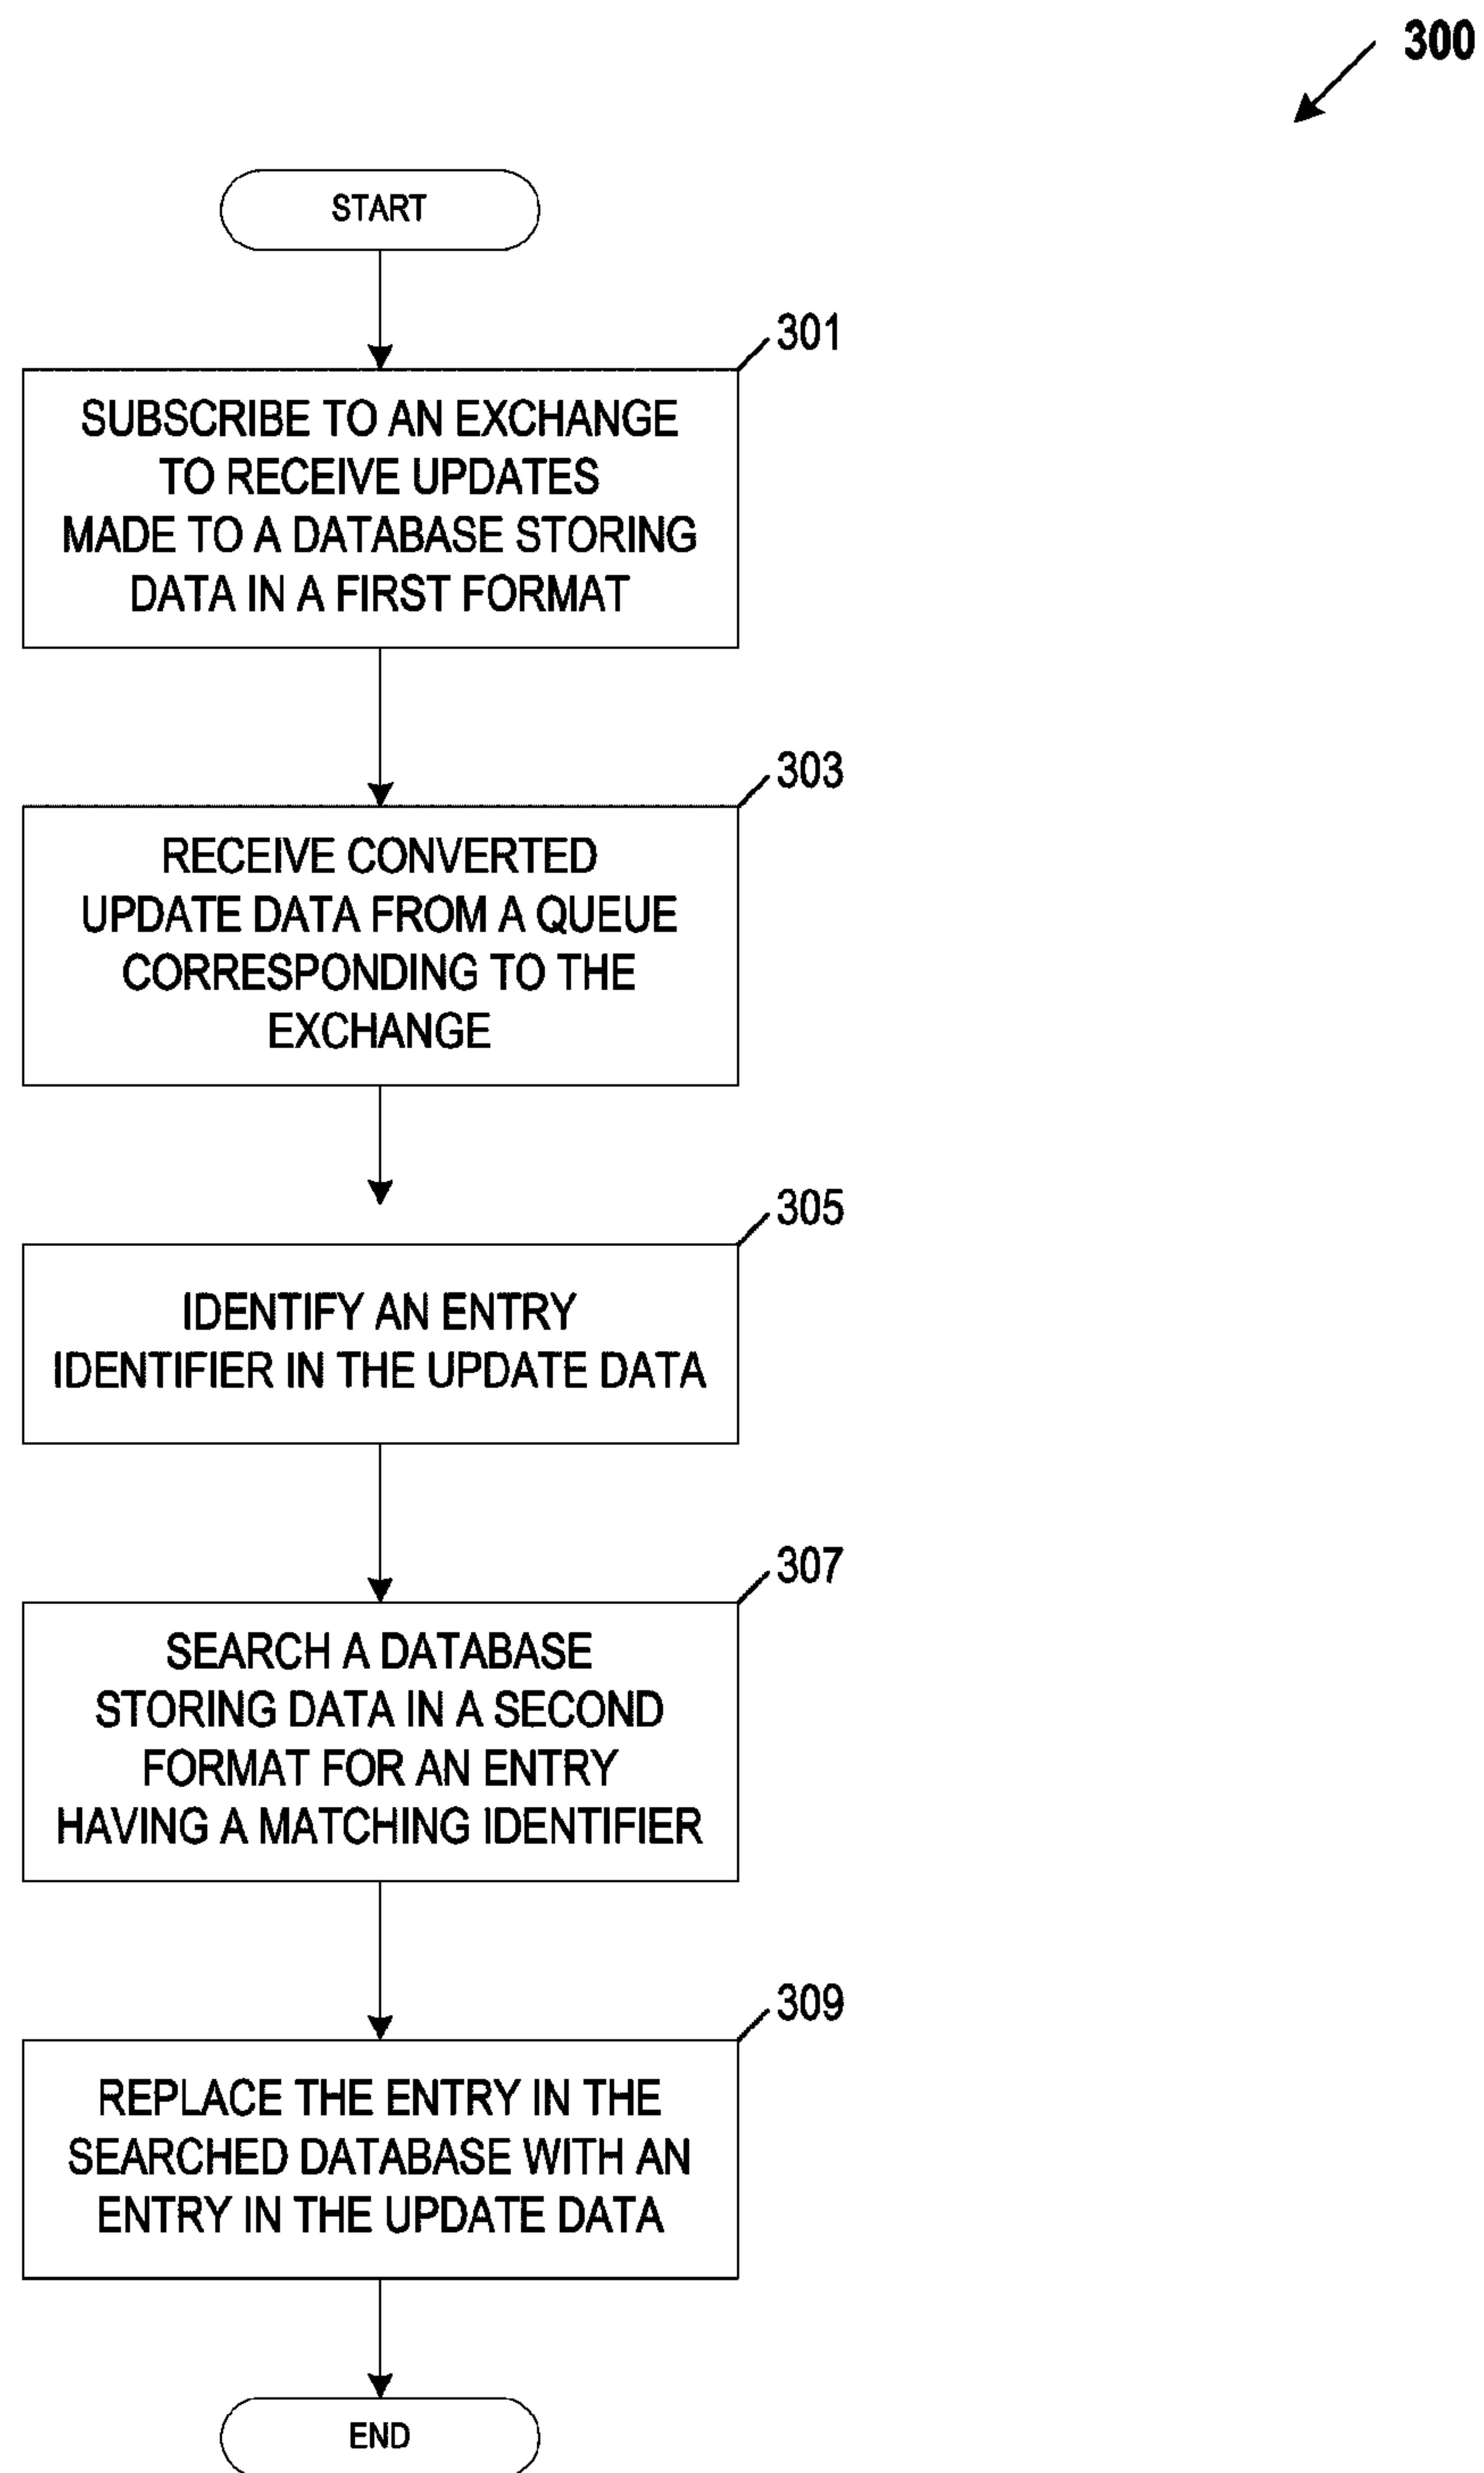 300
START
301
SUBSCRIBE TO AN EXCHANGE
TO RECEIVE UPDATES
MADE TO A DATABASE STORING
DATA IN A FIRST FORMAT
303
RECEIVE CONVERTED
UPDATE DATA FROM A QUEUE
CORRESPONDING TO THE
EXCHANGE
305
IDENTIFY AN ENTRY
IDENTIFIER IN THE UPDATE DATA
307
SEARCH A DATABASE
STORING DATA IN A SECOND
FORMAT FOR AN ENTRY
HAVING A MATCHING IDENTIFIER
309
REPLACE THE ENTRY IN THE
SEARCHED DATABASE WITH AN
ENTRY IN THE UPDATE DATA
END